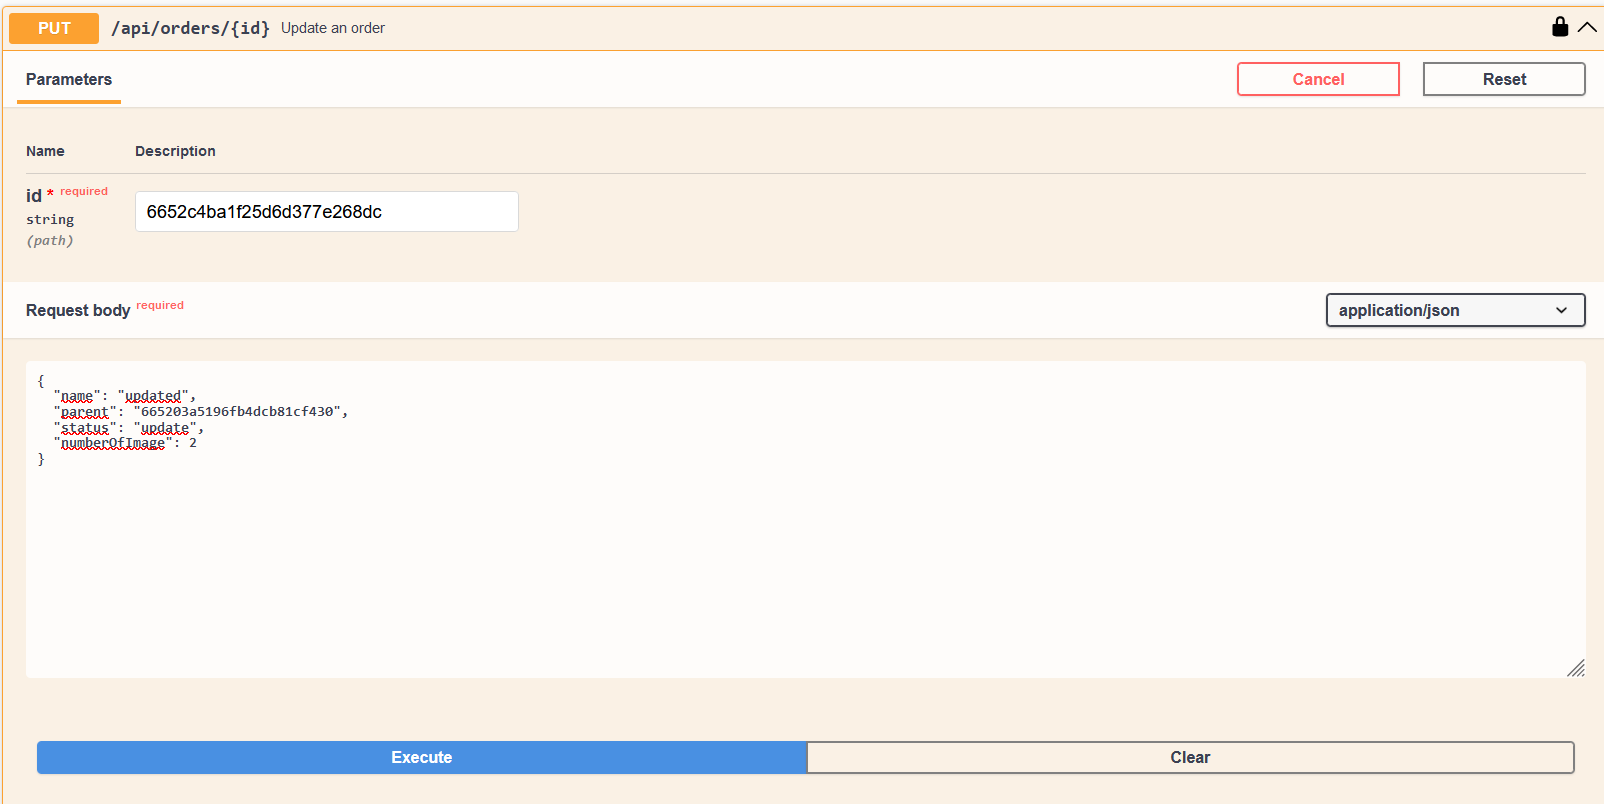 PUT /api/orders/{id} Update an order
Parameters
Cancel
Reset
Name Description
id * required
string
(path)
6652c4ba1f25d6d377e268dc
Request body required
application/json
{
  "name": "updated",
  "parent": "665203a5196fb4dcb81cf430",
  "status": "update",
  "numberOfImage": 2
}
Execute
Clear